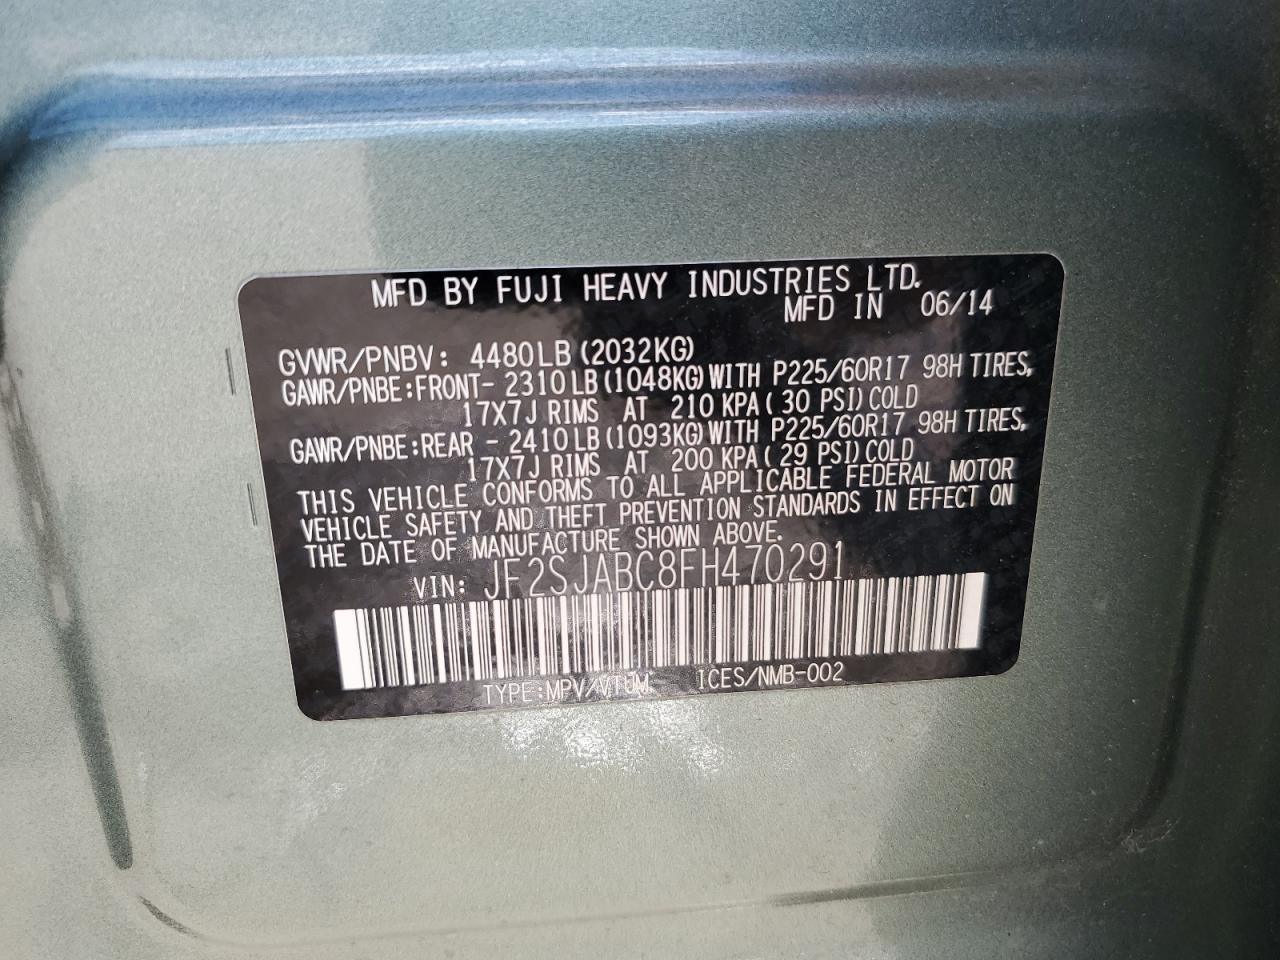 MFD BY FUJI HEAVY INDUSTRIES LTD.
MFD IN 06/14
GVWR/PNBV: 4480LB(2032KG)
GAWR/PNBE:FRONT- 2310LB(1048KG)WITH P225/60R17 98H TIRES,
17X7J RIMS AT 210 KPA( 30 PSI)COLD
GAWR/PNBE:REAR - 2410LB(1093KG)WITH P225/60R17 98H TIRES,
17X7J RIMS AT 200 KPA( 29 PSI)COLD
THIS VEHICLE CONFORMS TO ALL APPLICABLE FEDERAL MOTOR
VEHICLE SAFETY AND THEFT PREVENTION STANDARDS IN EFFECT ON
THE DATE OF MANUFACTURE SHOWN ABOVE.
VIN: JF2SJABC8FH470291
TYPE:MPV/VTUM ICES/NMB-002